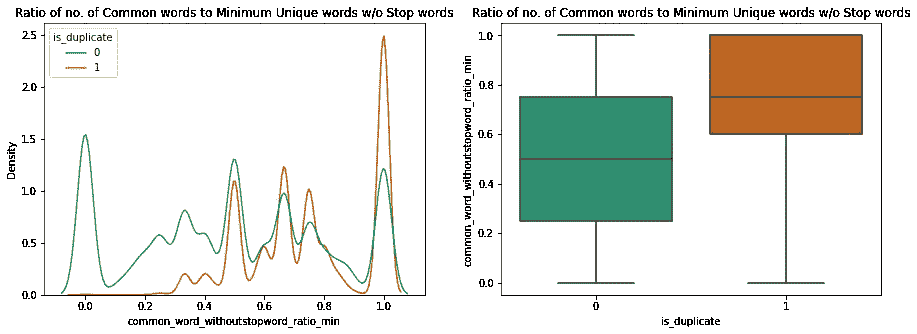 Ratio of no. of Common words to Minimum Unique words w/o Stop words
is_duplicate
0
1
2.5
2.0
1.5
1.0
0.5
0.0
Density
0.0 0.2 0.4 0.6 0.8 1.0
common_word_withoutstopword_ratio_min
Ratio of no. of Common words to Minimum Unique words w/o Stop words
1.0
0.8
0.6
0.4
0.2
0.0
common_word_withoutstopword_ratio_min
0 1
is_duplicate